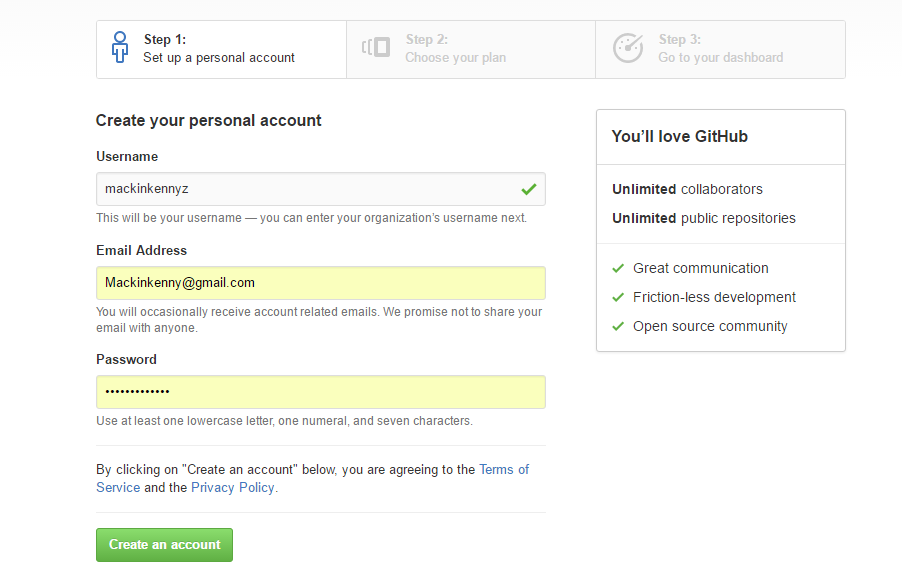 Step 1:
Set up a personal account
Step 2:
Choose your plan
Step 3:
Go to your dashboard
Create your personal account
Username
mackinkennyz
This will be your username — you can enter your organization's username next.
Email Address
Mackinkenny@gmail.com
You will occasionally receive account related emails. We promise not to share your
email with anyone.
Password
•••••••••••••
Use at least one lowercase letter, one numeral, and seven characters.
By clicking on "Create an account" below, you are agreeing to the Terms of
Service and the Privacy Policy.
Create an account
You'll love GitHub
Unlimited collaborators
Unlimited public repositories
Great communication
Friction-less development
Open source community